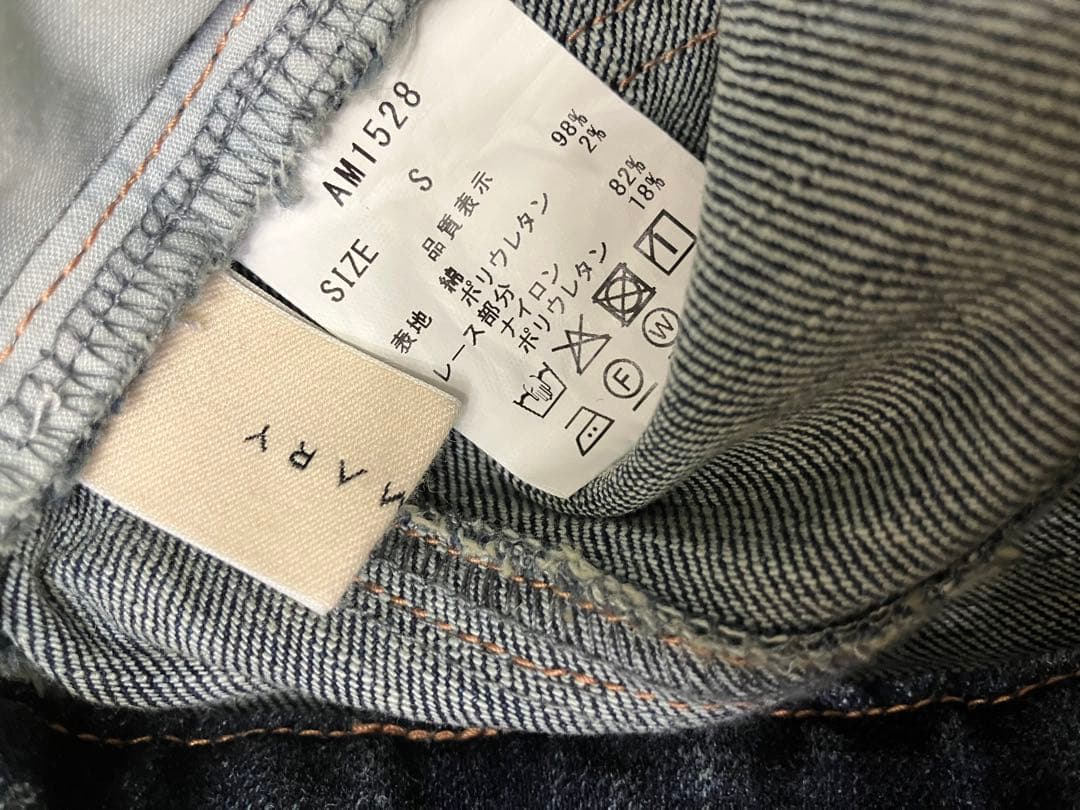 AM1528
SIZE S
品質表示
表地 綿 98%
ポリウレタン 2%
レース部分
ナイロン 82%
ポリウレタン 18%
F
W
ARY